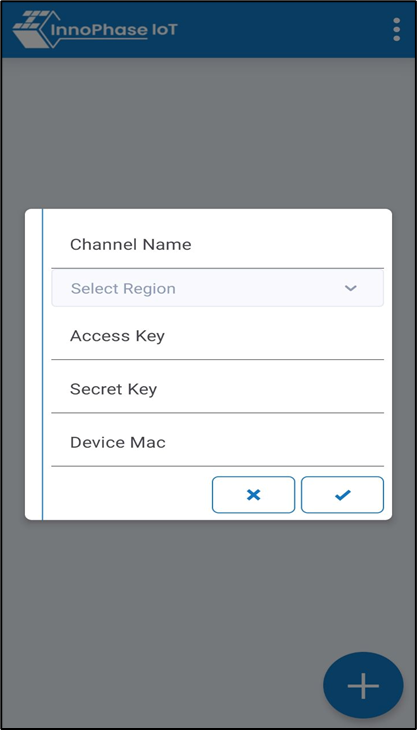 InnoPhase IoT
Channel Name
Select Region
Access Key
Secret Key
Device Mac